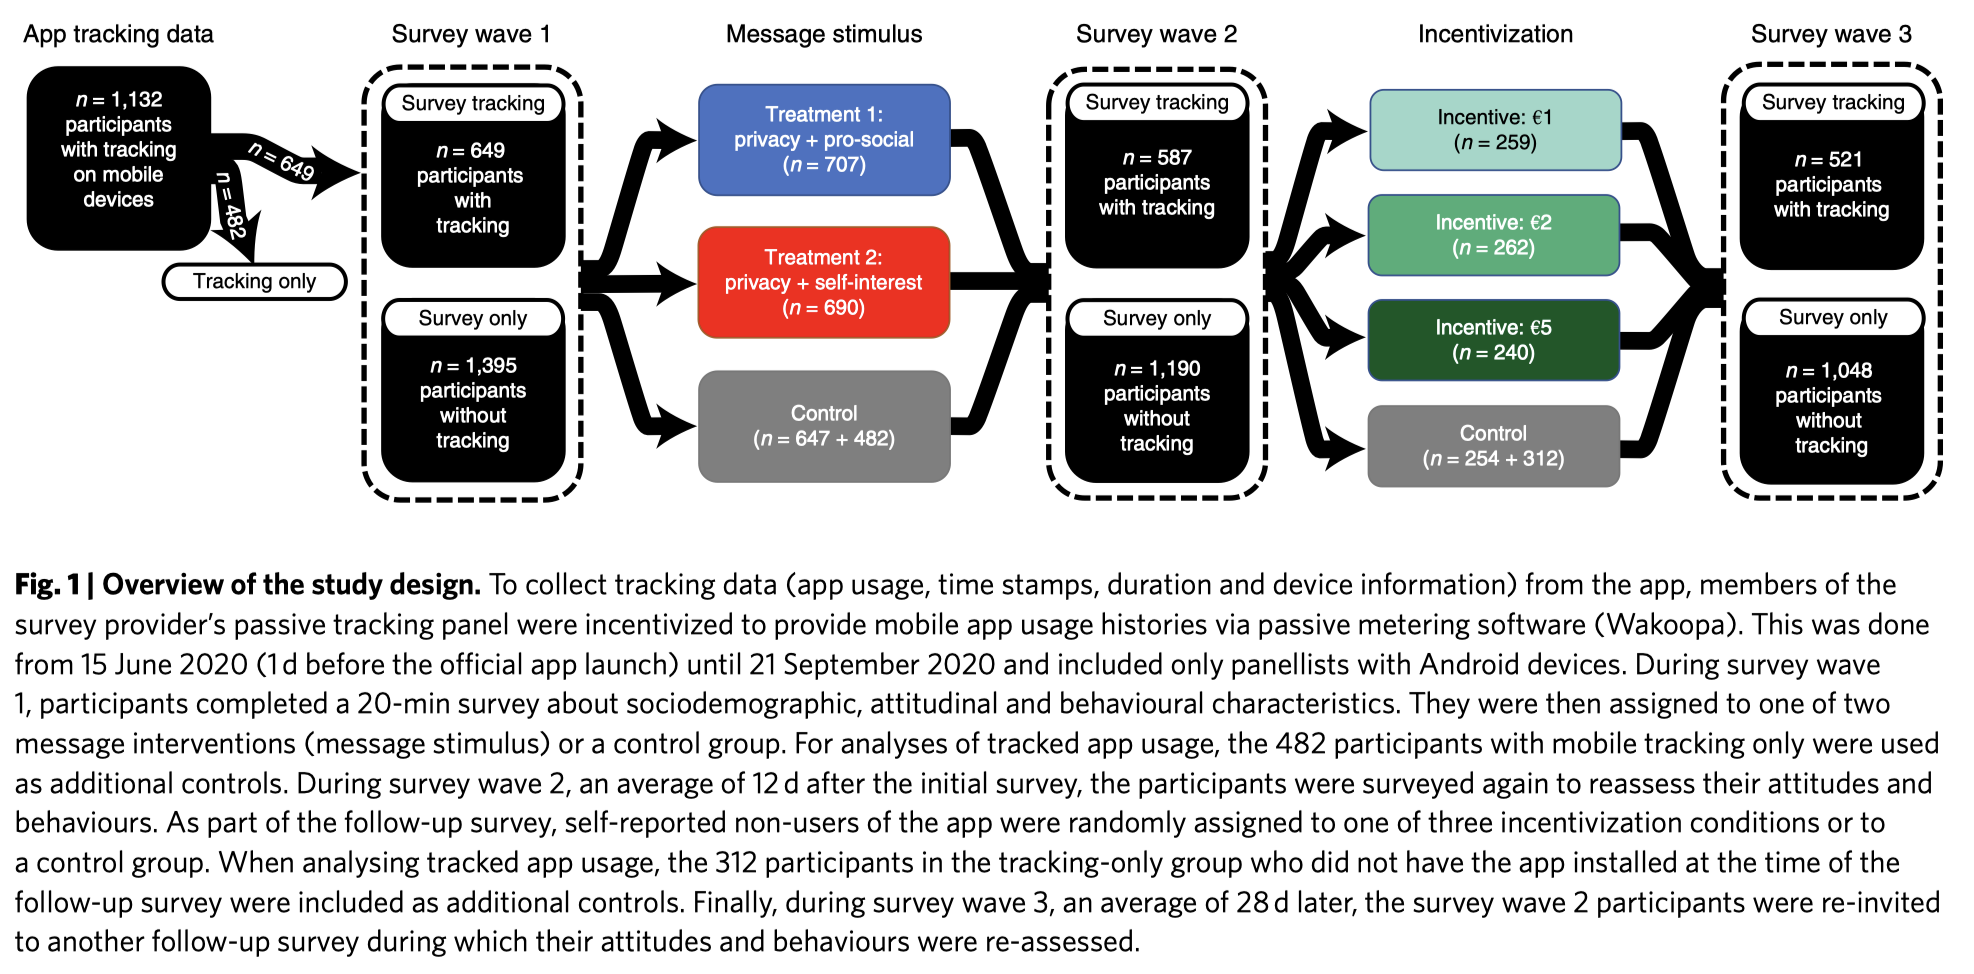 App tracking data
n = 1,132
participants
with tracking
on mobile
devices
n = 649
n = 482
Tracking only
Survey wave 1
Survey tracking
n = 649
participants
with
tracking
Survey only
n = 1,395
participants
without
tracking
Message stimulus
Treatment 1:
privacy + pro-social
(n = 707)
Treatment 2:
privacy + self-interest
(n = 690)
Control
(n = 647 + 482)
Survey wave 2
Survey tracking
n = 587
participants
with tracking
Survey only
n = 1,190
participants
without
tracking
Incentivization
Incentive: €1
(n = 259)
Incentive: €2
(n = 262)
Incentive: €5
(n = 240)
Control
(n = 254 + 312)
Survey wave 3
Survey tracking
n = 521
participants
with tracking
Survey only
n = 1,048
participants
without
tracking
Fig. 1 | Overview of the study design. To collect tracking data (app usage, time stamps, duration and device information) from the app, members of the
survey provider's passive tracking panel were incentivized to provide mobile app usage histories via passive metering software (Wakoopa). This was done
from 15 June 2020 (1 d before the official app launch) until 21 September 2020 and included only panellists with Android devices. During survey wave
1, participants completed a 20-min survey about sociodemographic, attitudinal and behavioural characteristics. They were then assigned to one of two
message interventions (message stimulus) or a control group. For analyses of tracked app usage, the 482 participants with mobile tracking only were used
as additional controls. During survey wave 2, an average of 12 d after the initial survey, the participants were surveyed again to reassess their attitudes and
behaviours. As part of the follow-up survey, self-reported non-users of the app were randomly assigned to one of three incentivization conditions or to
a control group. When analysing tracked app usage, the 312 participants in the tracking-only group who did not have the app installed at the time of the
follow-up survey were included as additional controls. Finally, during survey wave 3, an average of 28 d later, the survey wave 2 participants were re-invited
to another follow-up survey during which their attitudes and behaviours were re-assessed.